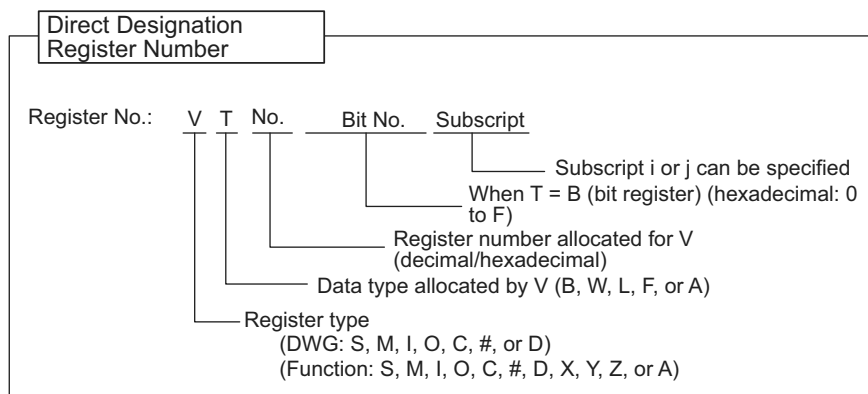 Direct Designation
Register Number
Register No.: V T No. Bit No. Subscript
Subscript i or j can be specified
When T = B (bit register) (hexadecimal: 0
to F)
Register number allocated for V
(decimal/hexadecimal)
Data type allocated by V (B, W, L, F, or A)
Register type
(DWG: S, M, I, O, C, #, or D)
(Function: S, M, I, O, C, #, D, X, Y, Z, or A)